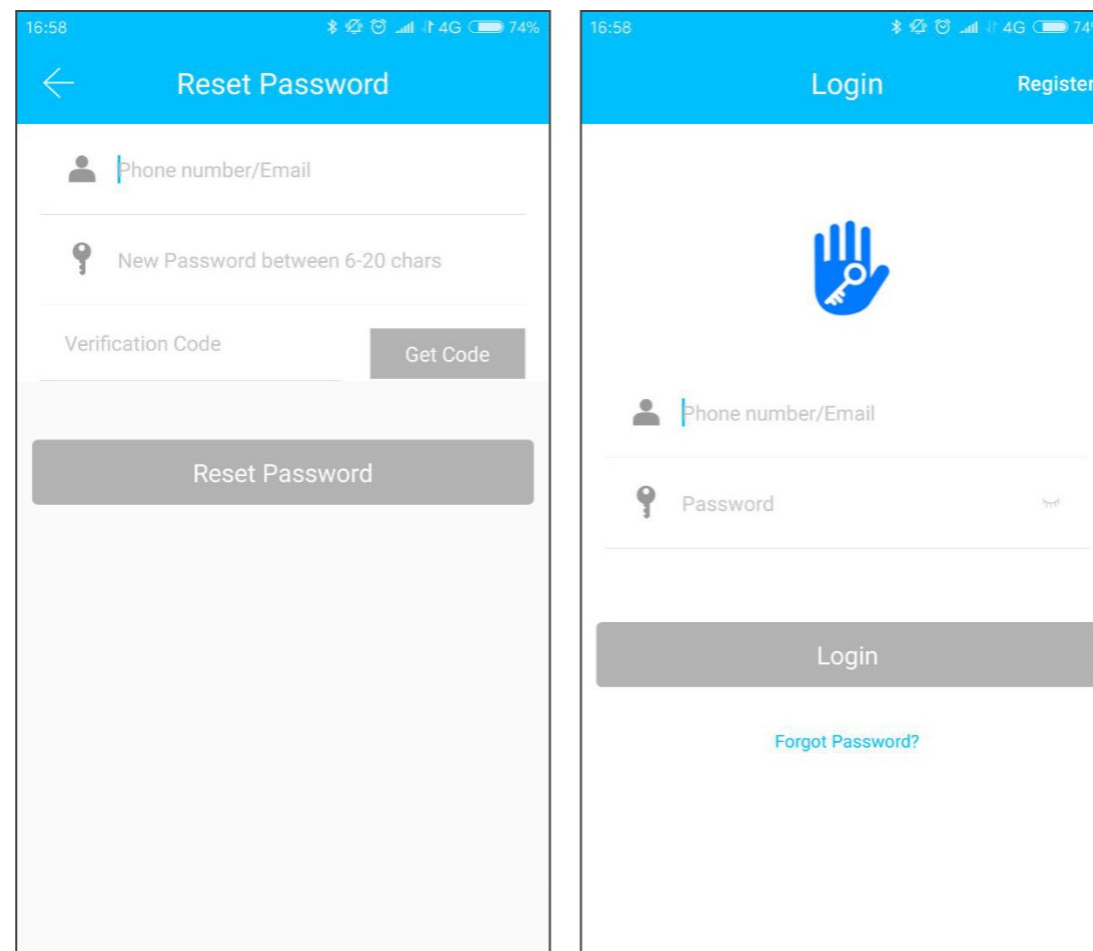 16:58
4G 74%
Reset Password
Phone number/Email
New Password between 6-20 chars
Verification Code
Get Code
Reset Password
16:58
4G 74%
Login
Register
Phone number/Email
Password
Login
Forgot Password?